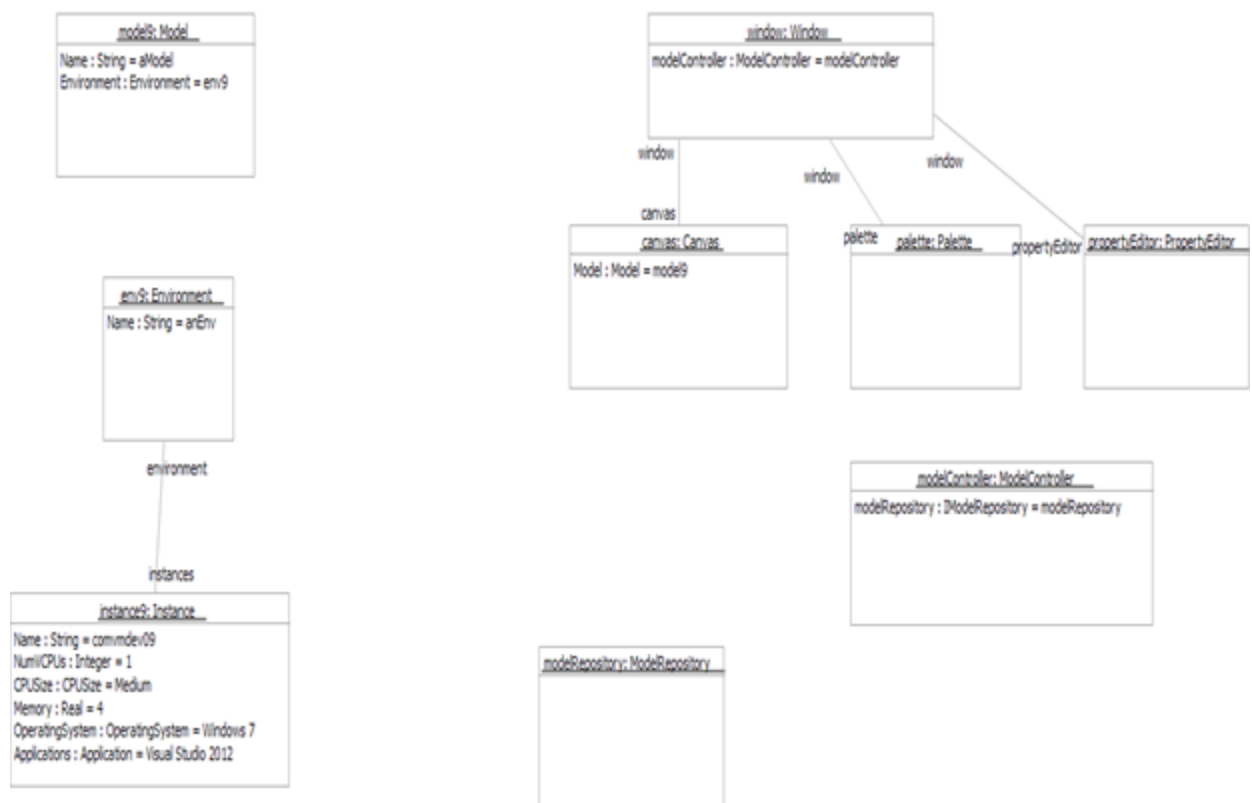 model9: Model
Name : String = aModel
Environment : Environment = env9
window: Window
modelController : ModelController = modelController
window
window
window
canvas
palette
propertyEditor
canvas: Canvas
Model : Model = model9
palette: Palette
propertyEditor: PropertyEditor
env9: Environment
Name : String = anEnv
environment
instances
modelController: ModelController
modelRepository : IModelRepository = modelRepository
instance9: Instance
Name : String = comvmdev09
NumVCPUs : Integer = 1
CPUSize : CPUSize = Medium
Memory : Real = 4
OperatingSystem : OperatingSystem = Windows 7
Applications : Application = Visual Studio 2012
modelRepository: ModelRepository